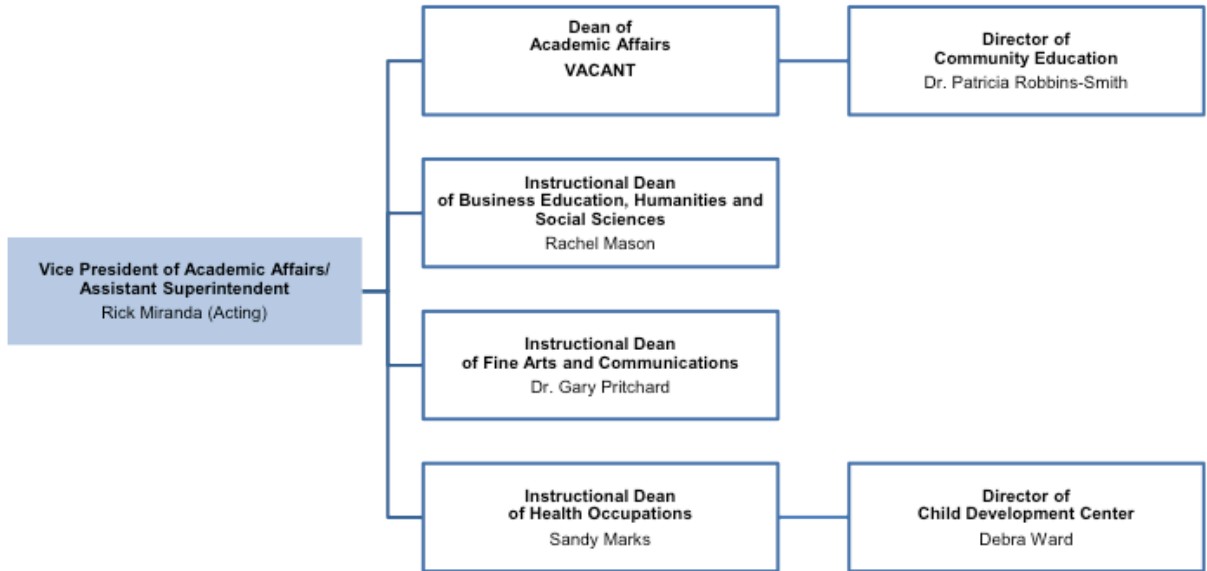 Dean of
Academic Affairs
VACANT
Director of
Community Education
Dr. Patricia Robbins-Smith
Instructional Dean
of Business Education, Humanities and
Social Sciences
Rachel Mason
Vice President of Academic Affairs/
Assistant Superintendent
Rick Miranda (Acting)
Instructional Dean
of Fine Arts and Communications
Dr. Gary Pritchard
Instructional Dean
of Health Occupations
Sandy Marks
Director of
Child Development Center
Debra Ward